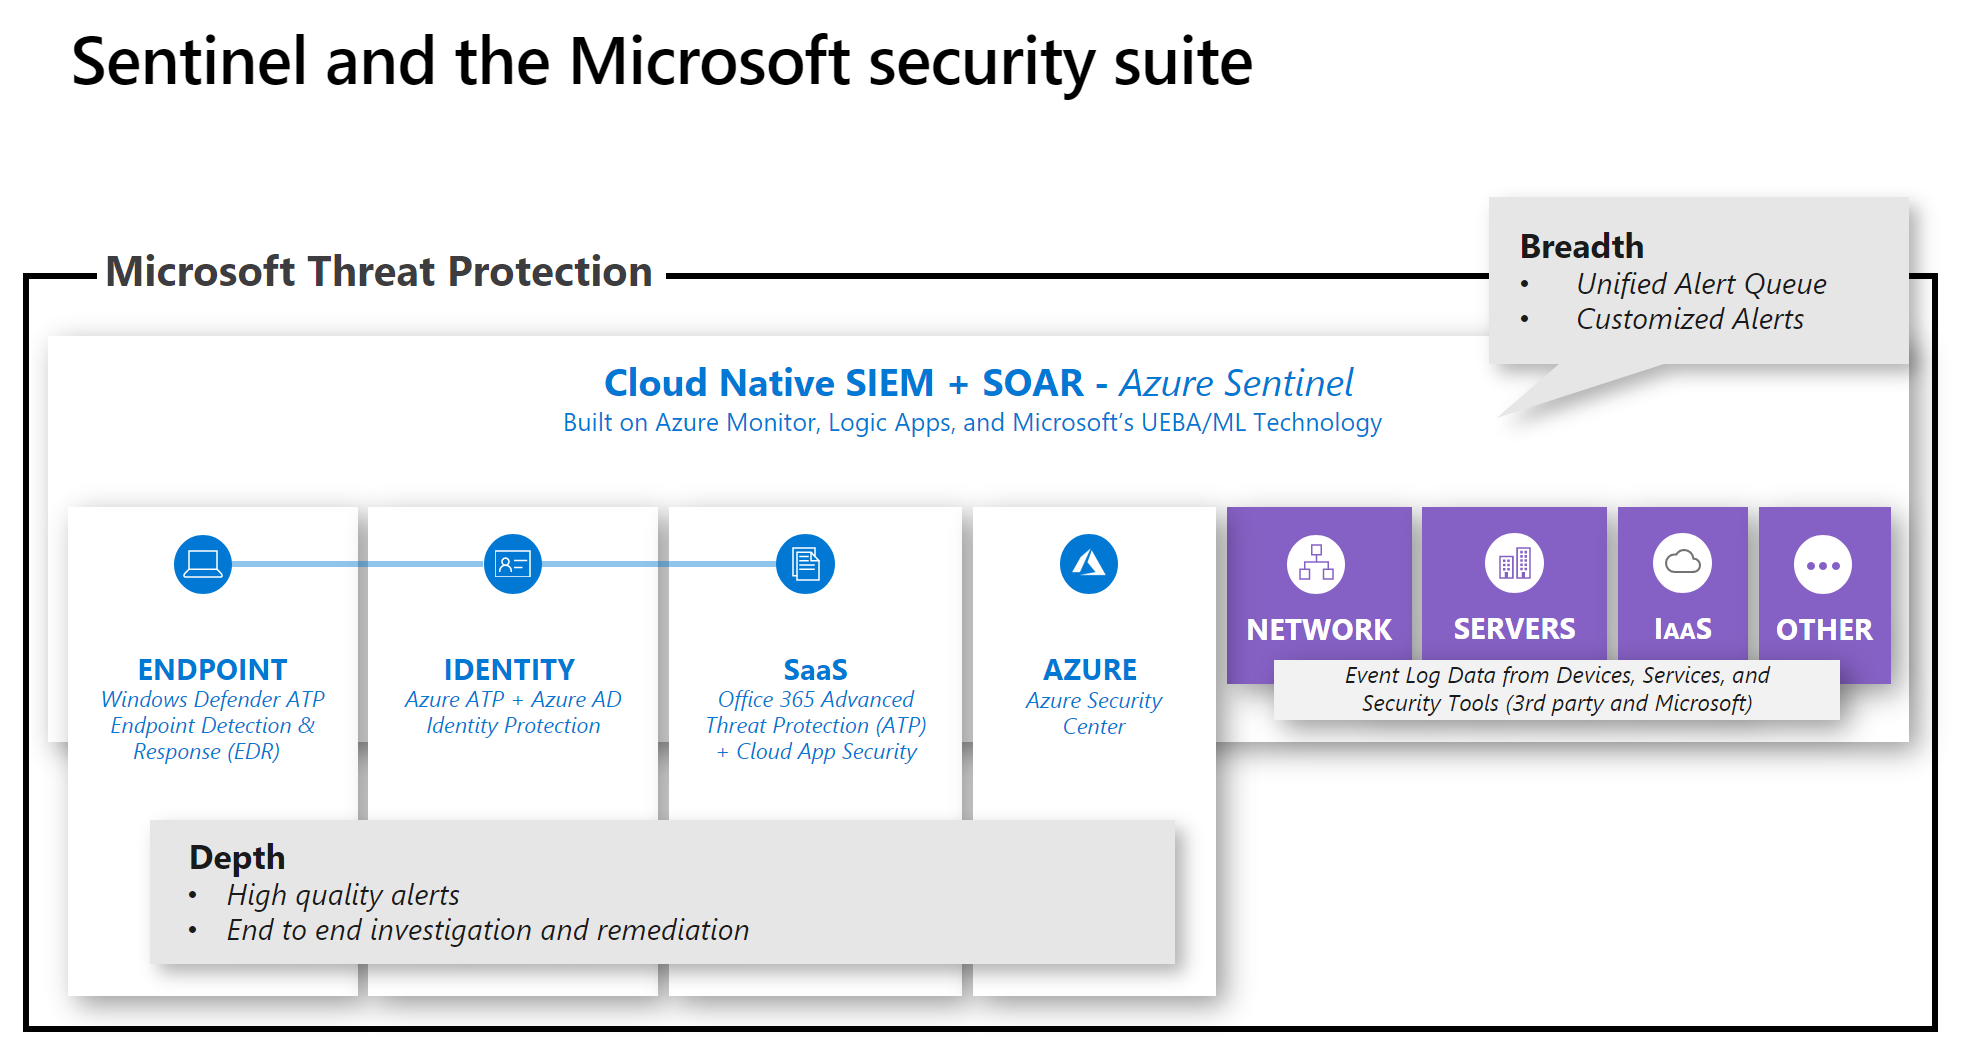 Sentinel and the Microsoft security suite
Microsoft Threat Protection
Breadth
• Unified Alert Queue
• Customized Alerts
Cloud Native SIEM + SOAR - Azure Sentinel
Built on Azure Monitor, Logic Apps, and Microsoft's UEBA/ML Technology
ENDPOINT
Windows Defender ATP
Endpoint Detection &
Response (EDR)
IDENTITY
Azure ATP + Azure AD
Identity Protection
SaaS
Office 365 Advanced
Threat Protection (ATP)
+ Cloud App Security
AZURE
Azure Security
Center
NETWORK
SERVERS
IAAS
OTHER
Event Log Data from Devices, Services, and
Security Tools (3rd party and Microsoft)
Depth
• High quality alerts
• End to end investigation and remediation